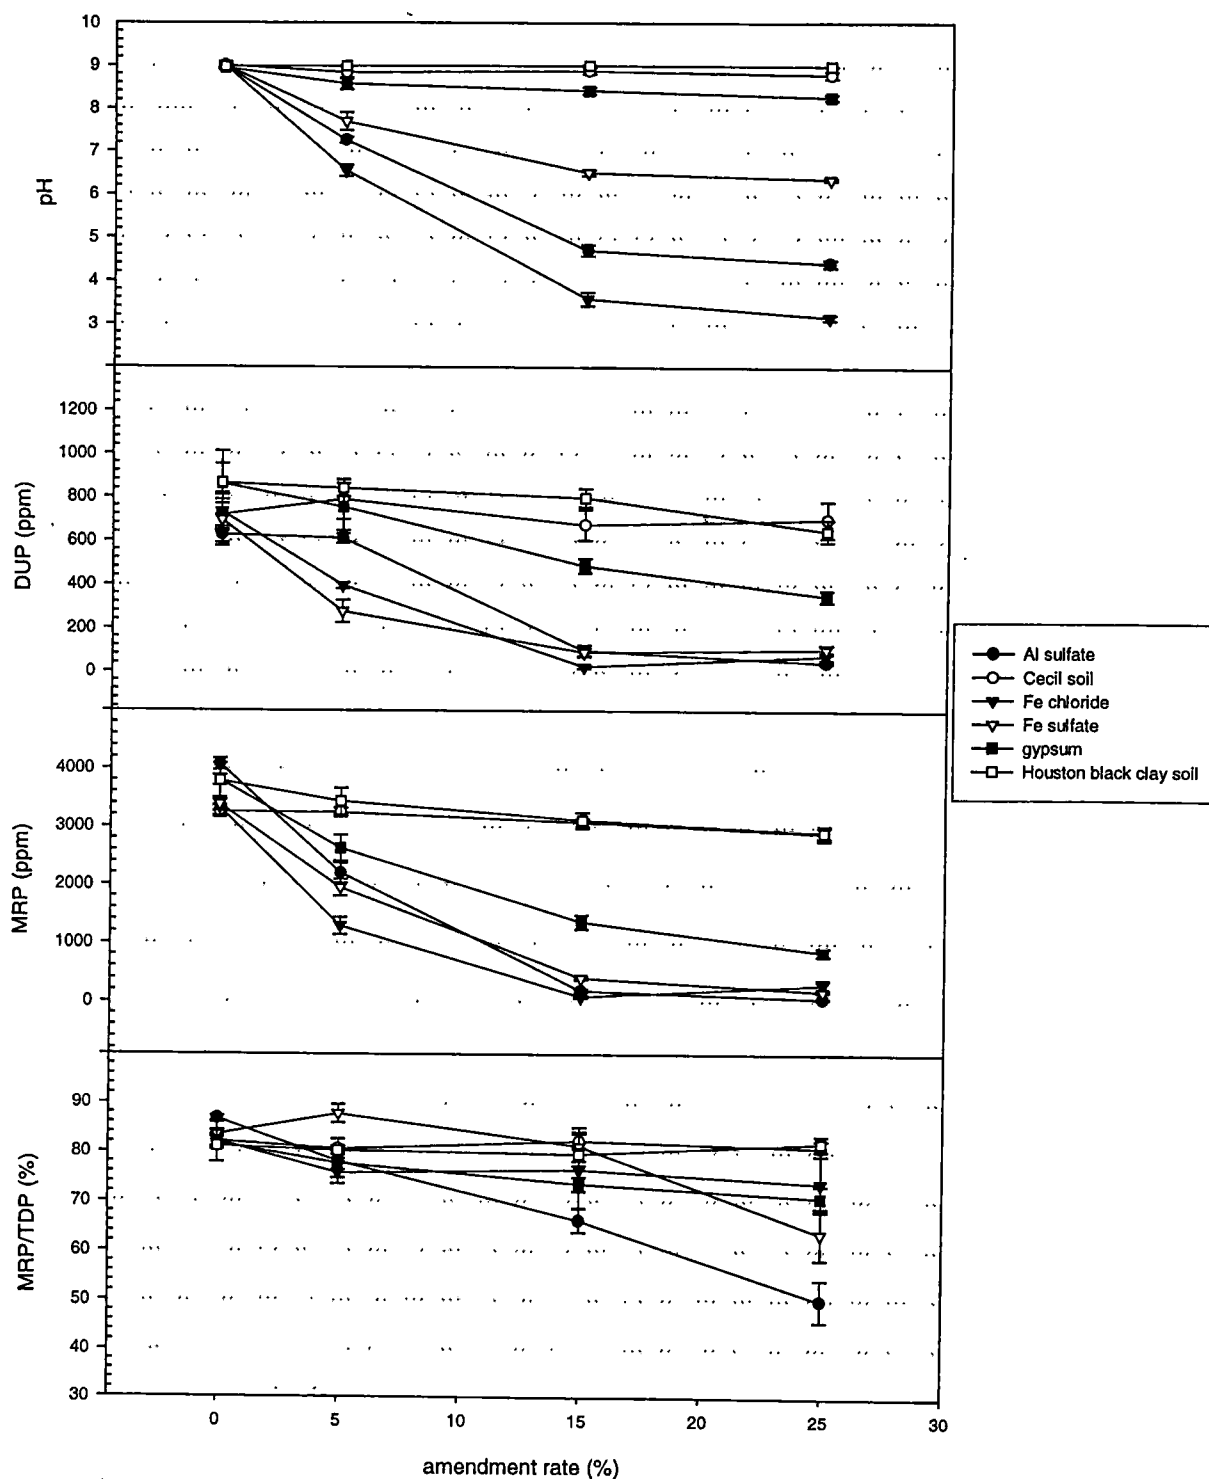 10
9
8
7
6
5
4
3
pH
1200
1000
800
600
400
200
0
DUP (ppm)
4000
3000
2000
1000
0
MRP (ppm)
90
80
70
60
50
40
30
MRP/TDP (%)
0 5 10 15 20 25 30
amendment rate (%)
Al sulfate
Cecil soil
Fe chloride
Fe sulfate
gypsum
Houston black clay soil